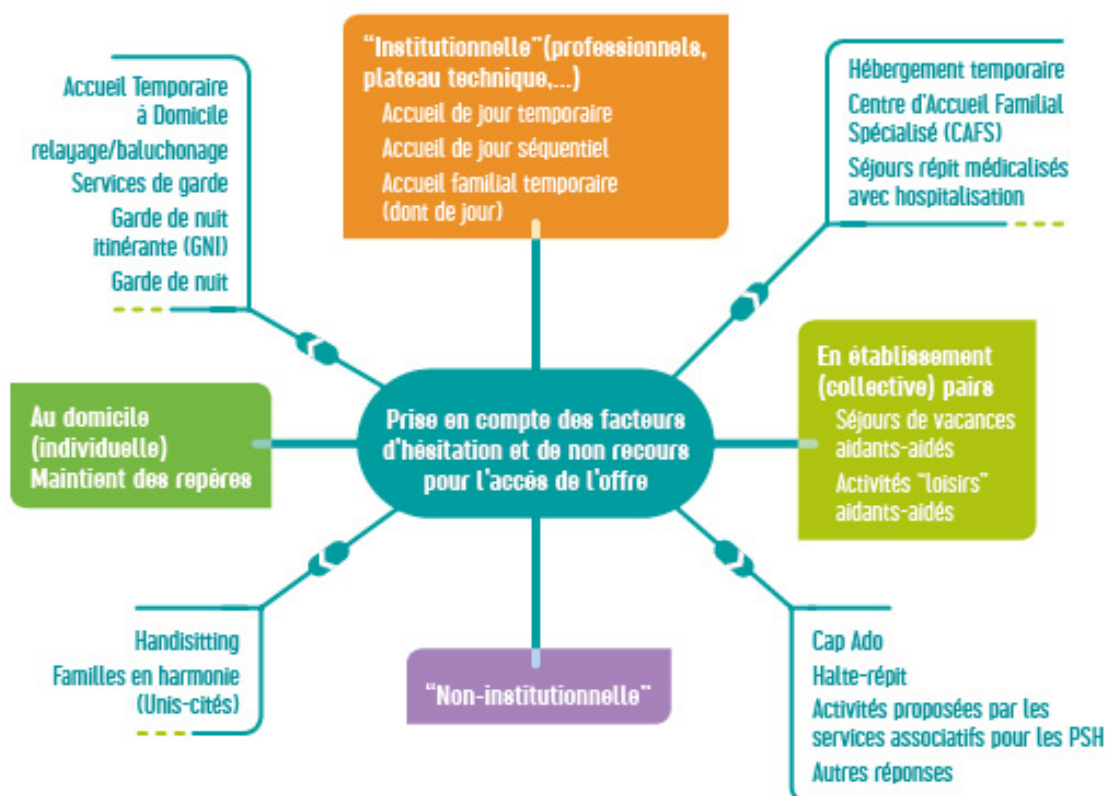 "Institutionnelle"(professionnels,
plateau technique,...)
Accueil de jour temporaire
Accueil de jour séquentiel
Accueil familial temporaire
(dont de jour)
Accueil Temporaire
à Domicile
relayage/baluchonage
Services de garde
Garde de nuit
itinérante (GNI)
Garde de nuit
Hébergement temporaire
Centre d'Accueil Familial
Spécialisé (CAFS)
Séjours répit médicalisés
avec hospitalisation
Au domicile
(individuelle)
Maintient des repères
Prise en compte des facteurs
d'hésitation et de non recours
pour l'accès de l'offre
En établissement
(collective) pairs
Séjours de vacances
aidants-aidés
Activités "loisirs"
aidants-aidés
Handisitting
Familles en harmonie
(Unis-cités)
"Non-institutionnelle"
Cap Ado
Halte-répit
Activités proposées par les
services associatifs pour les PSH
Autres réponses